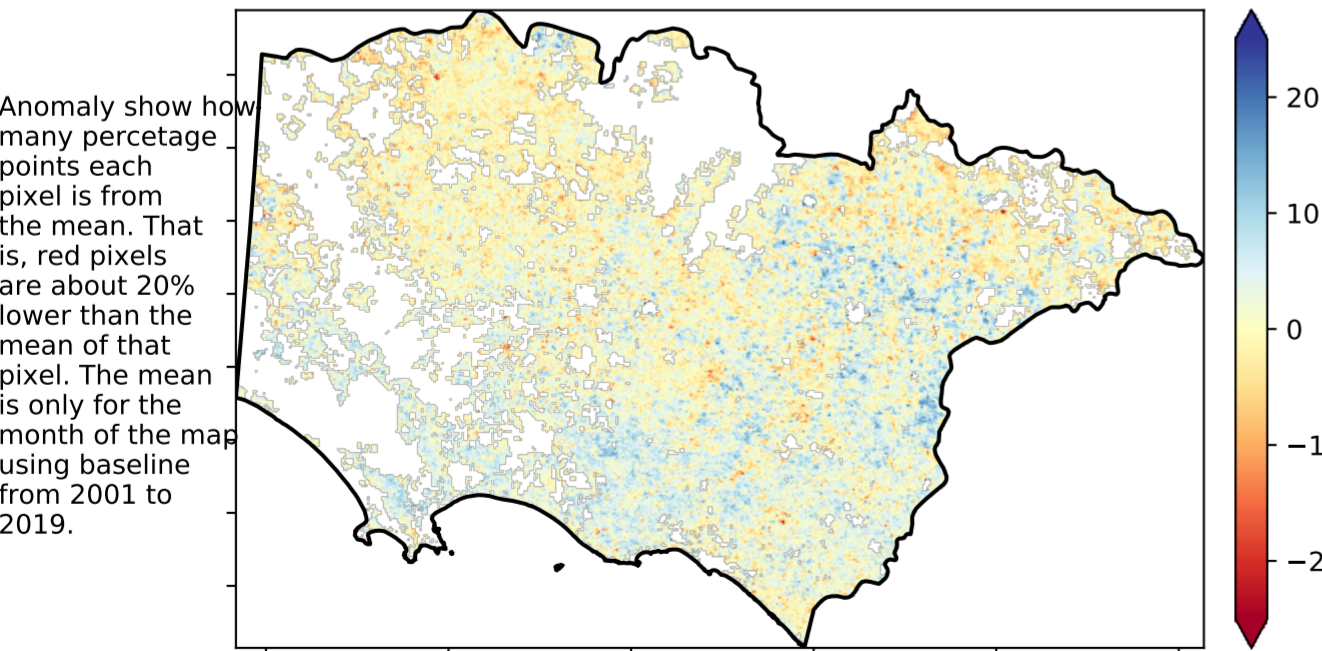 Anomaly show how
many percetage
points each
pixel is from
the mean. That
is, red pixels
are about 20%
lower than the
mean of that
pixel. The mean
is only for the
month of the map
using baseline
from 2001 to
2019.
20
10
0
−1
−2